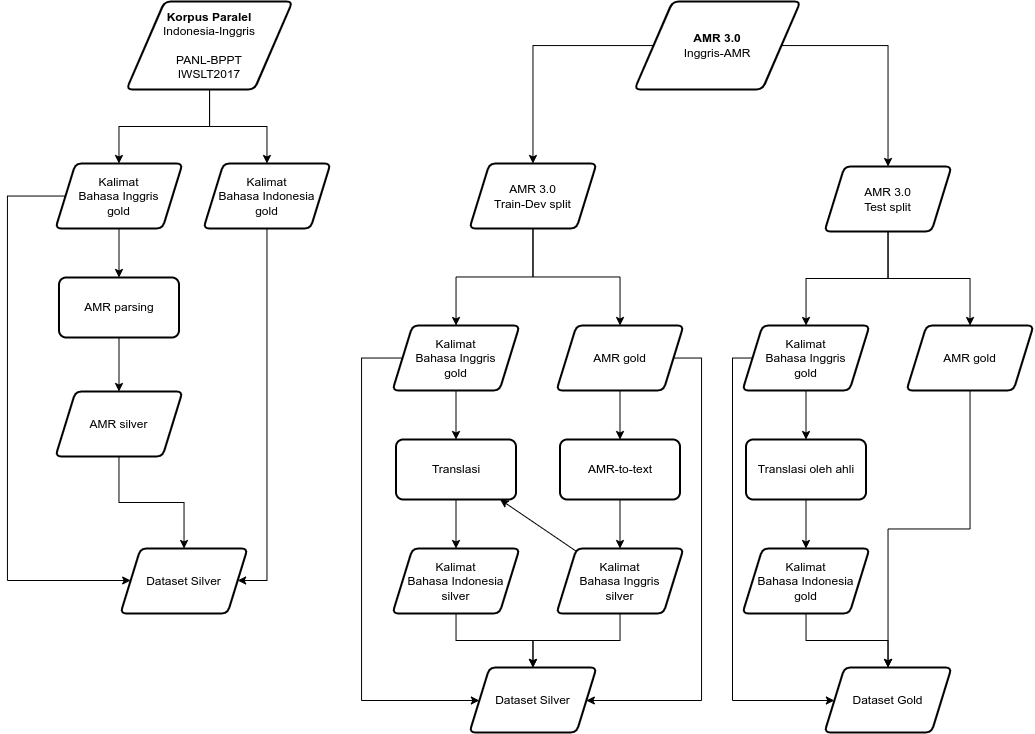 Korpus Paralel
Indonesia-Inggris
PANL-BPPT
IWSLT2017
Kalimat
Bahasa Inggris
gold
Kalimat
Bahasa Indonesia
gold
AMR parsing
AMR silver
Dataset Silver
AMR 3.0
Inggris-AMR
AMR 3.0
Train-Dev split
Kalimat
Bahasa Inggris
gold
AMR gold
Translasi
AMR-to-text
Kalimat
Bahasa Indonesia
silver
Kalimat
Bahasa Inggris
silver
Dataset Silver
AMR 3.0
Test split
Kalimat
Bahasa Inggris
gold
AMR gold
Translasi oleh ahli
Kalimat
Bahasa Indonesia
gold
Dataset Gold